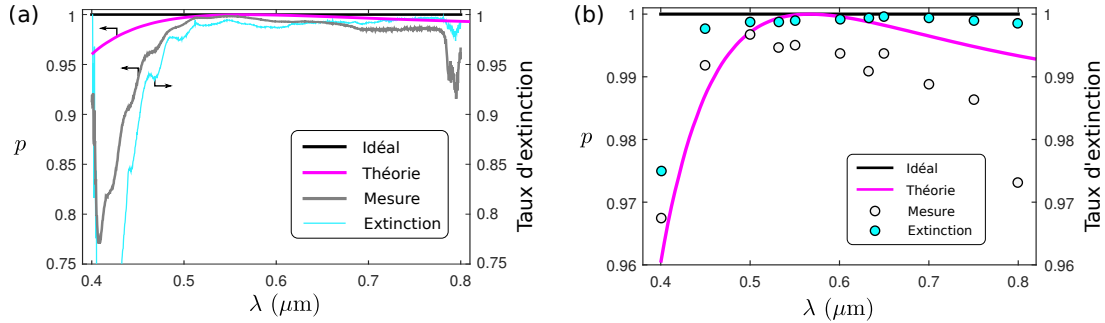 (a)
1
0.95
0.9
p
0.85
0.8
0.75
0.4
0.5
0.6
0.7
0.8
λ (μm)
1
0.95
0.9
0.85
0.8
0.75
Taux d'extinction
Idéal
Théorie
Mesure
Extinction
(b)
1
0.99
0.98
p
0.97
0.96
0.4
0.5
0.6
0.7
0.8
λ (μm)
1
0.99
0.98
0.97
0.96
Taux d'extinction
Idéal
Théorie
Mesure
Extinction